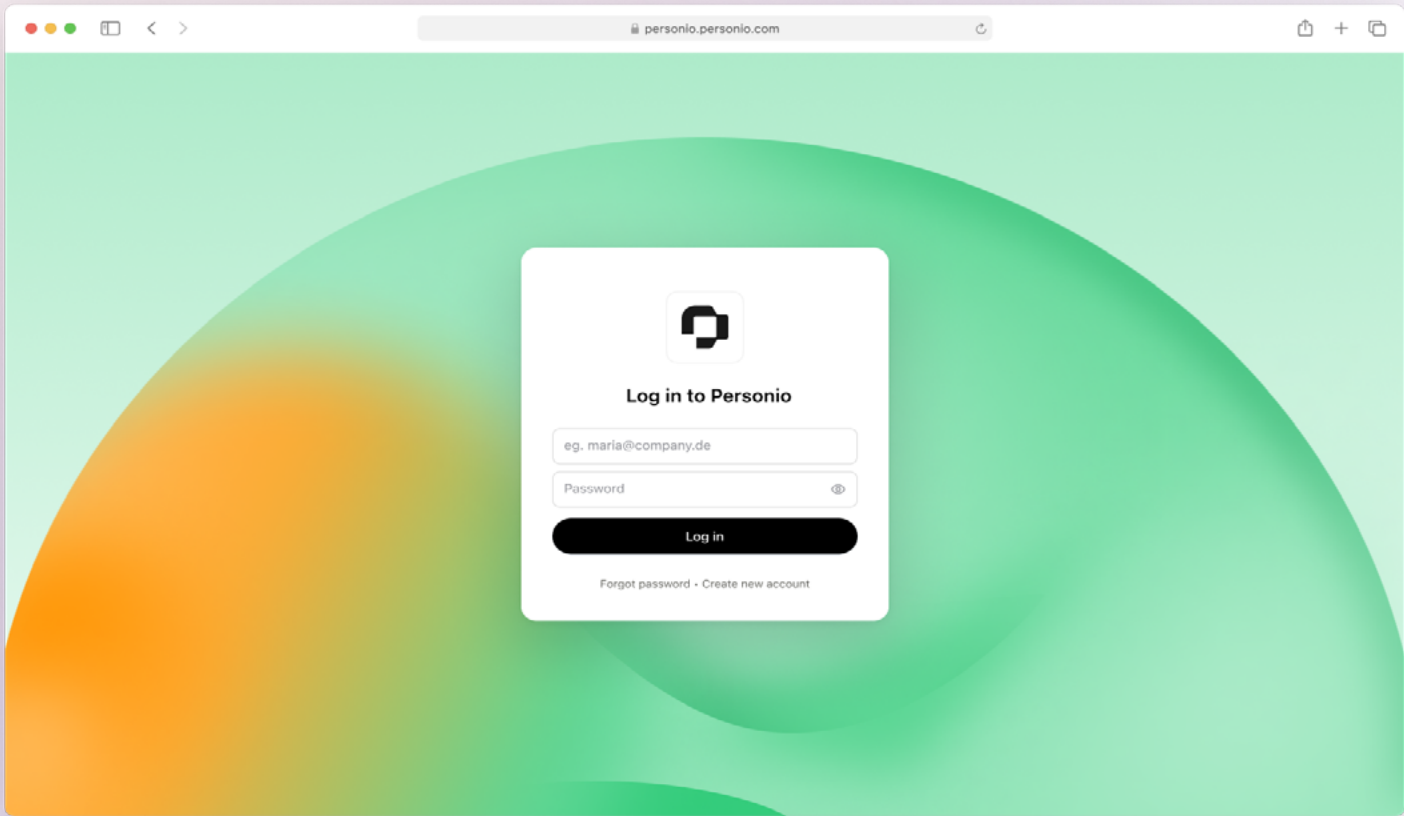 personio.personio.com
Log in to Personio
eg. maria@company.de
Password
Log in
Forgot password • Create new account